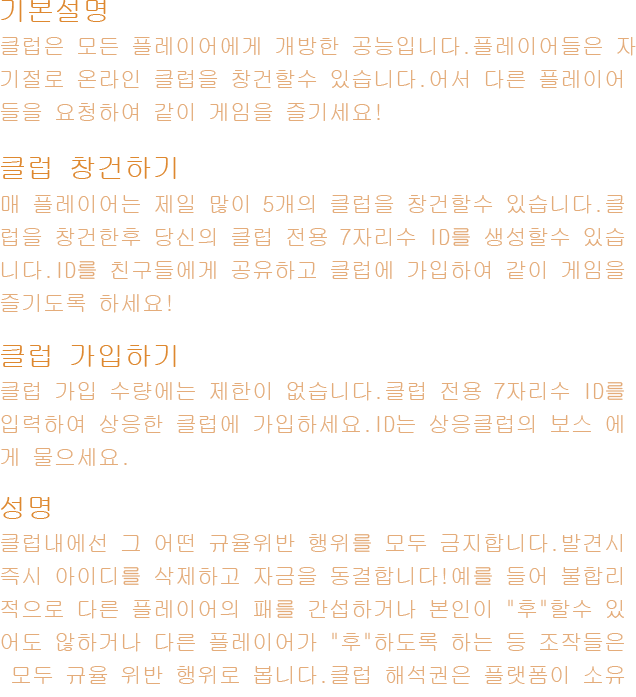 기본설명
클럽은 모든 플레이어에게 개방한 공능입니다.플레이어들은 자
기절로 온라인 클럽을 창건할수 있습니다.어서 다른 플레이어
들을 요청하여 같이 게임을 즐기세요!
클럽 창건하기
매 플레이어는 제일 많이 5개의 클럽을 창건할수 있습니다.클
럽을 창건한후 당신의 클럽 전용 7자리수 ID를 생성할수 있습
니다.ID를 친구들에게 공유하고 클럽에 가입하여 같이 게임을
즐기도록 하세요!
클럽 가입하기
클럽 가입 수량에는 제한이 없습니다.클럽 전용 7자리수 ID를
입력하여 상응한 클럽에 가입하세요.ID는 상응클럽의 보스 에
게 물으세요.
성명
클럽내에선 그 어떤 규율위반 행위를 모두 금지합니다.발견시
즉시 아이디를 삭제하고 자금을 동결합니다!예를 들어 불합리
적으로 다른 플레이어의 패를 간섭하거나 본인이 "후"할수 있
어도 않하거나 다른 플레이어가 "후"하도록 하는 등 조작들은
모두 규율 위반 행위로 봅니다.클럽 해석권은 플랫폼이 소유